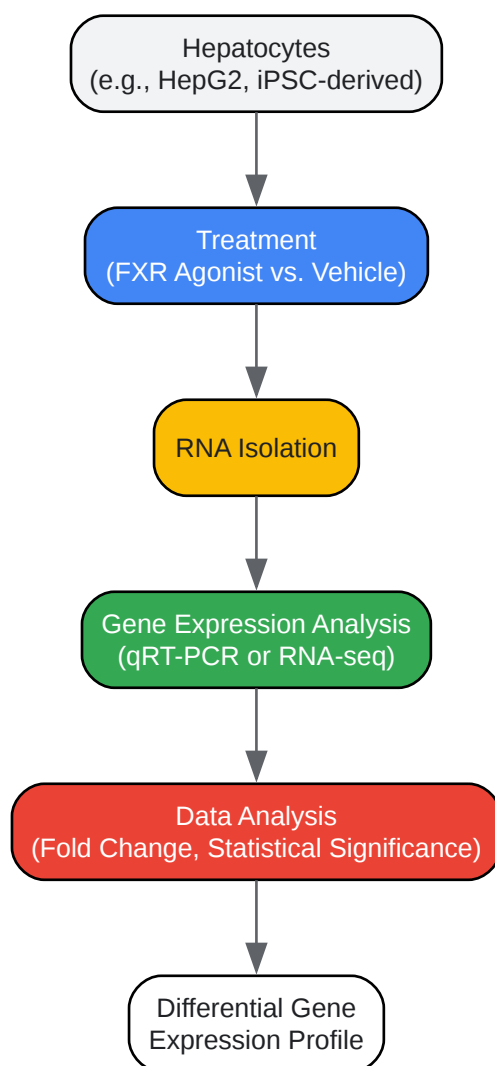 Hepatocytes
(e.g., HepG2, iPSC-derived)
Treatment
(FXR Agonist vs. Vehicle)
RNA Isolation
Gene Expression Analysis
(qRT-PCR or RNA-seq)
Data Analysis
(Fold Change, Statistical Significance)
Differential Gene
Expression Profile